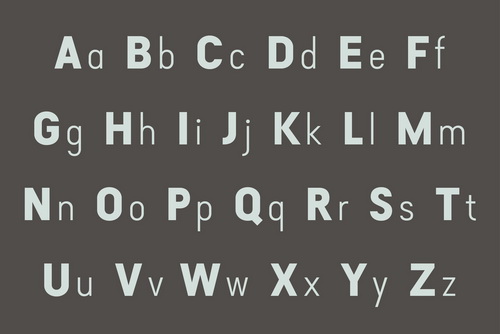 Aa Bb Cc Dd Ee Ff
Gg Hh Ii Jj Kk Ll Mm
Nn Oo Pp Qq Rr Ss Tt
Uu Vv Ww Xx Yy Zz